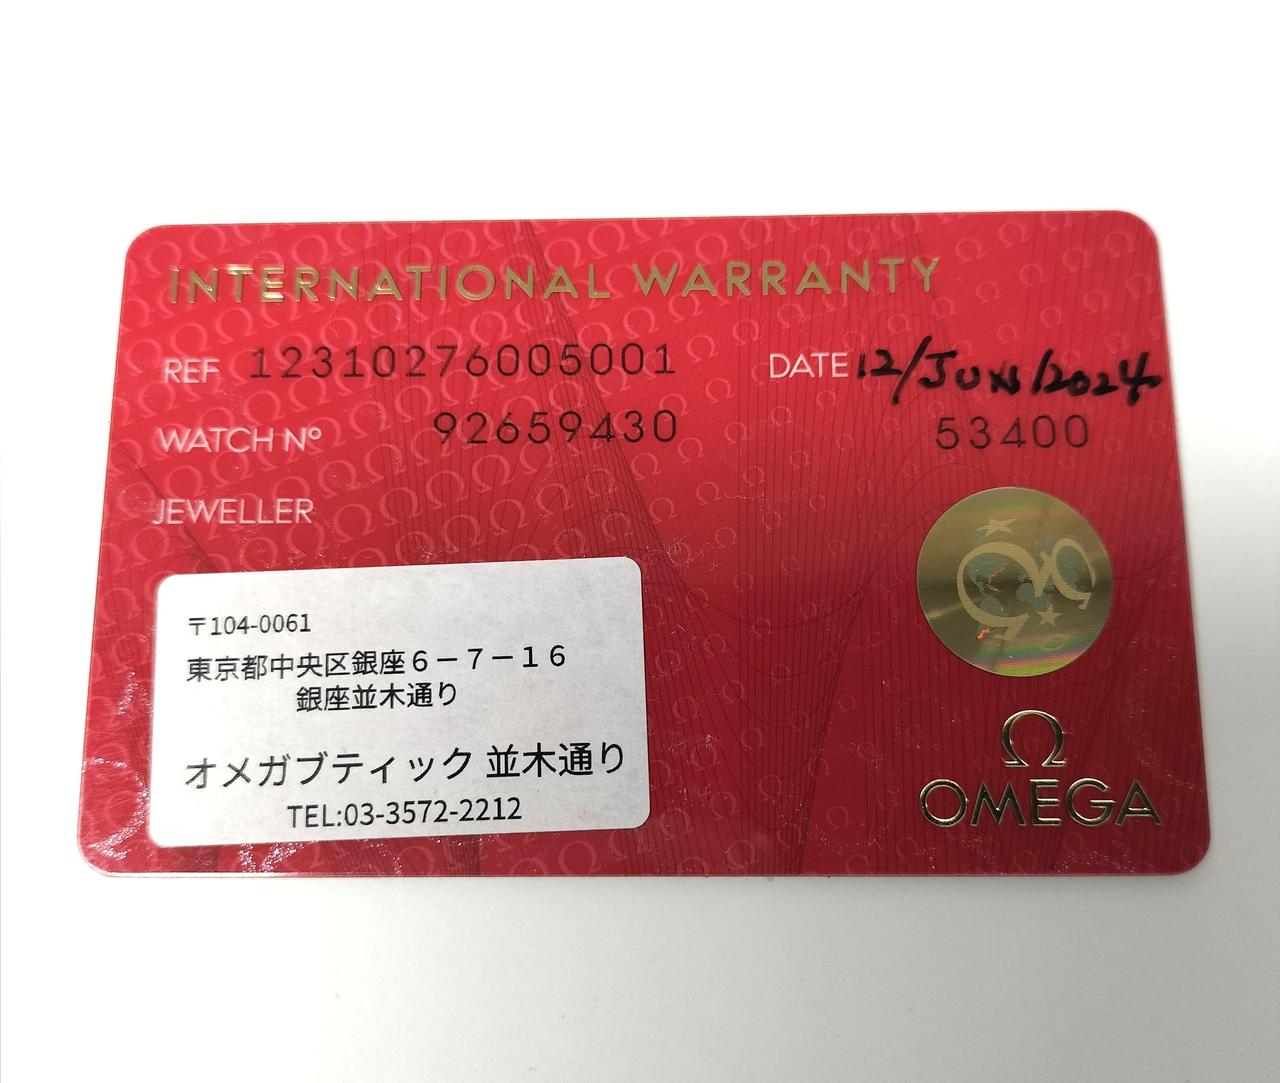 INTERNATIONAL WARRANTY
REF 12310276005001 DATE 12/JUN/2024
WATCH Nº 92659430 53400
JEWELLER
〒104-0061
東京都中央区銀座6－7－16
銀座並木通り
オメガブティック 並木通り
TEL:03-3572-2212
Ω
OMEGA